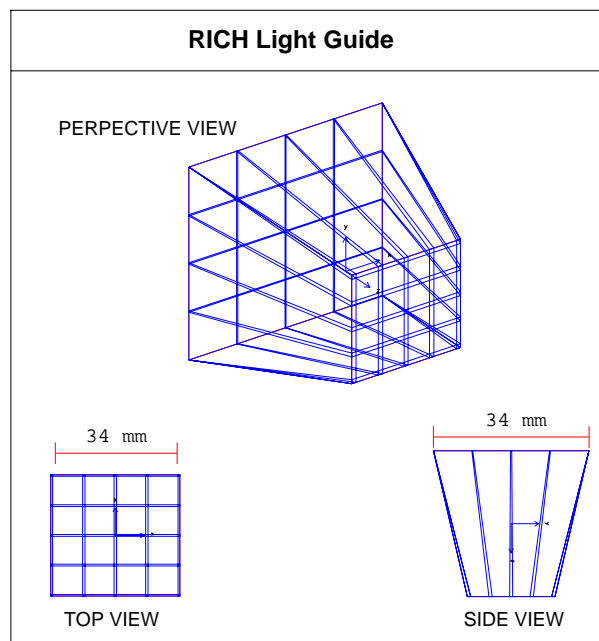 RICH Light Guide
PERPECTIVE VIEW
y
z
34 mm
34 mm
TOP VIEW
SIDE VIEW